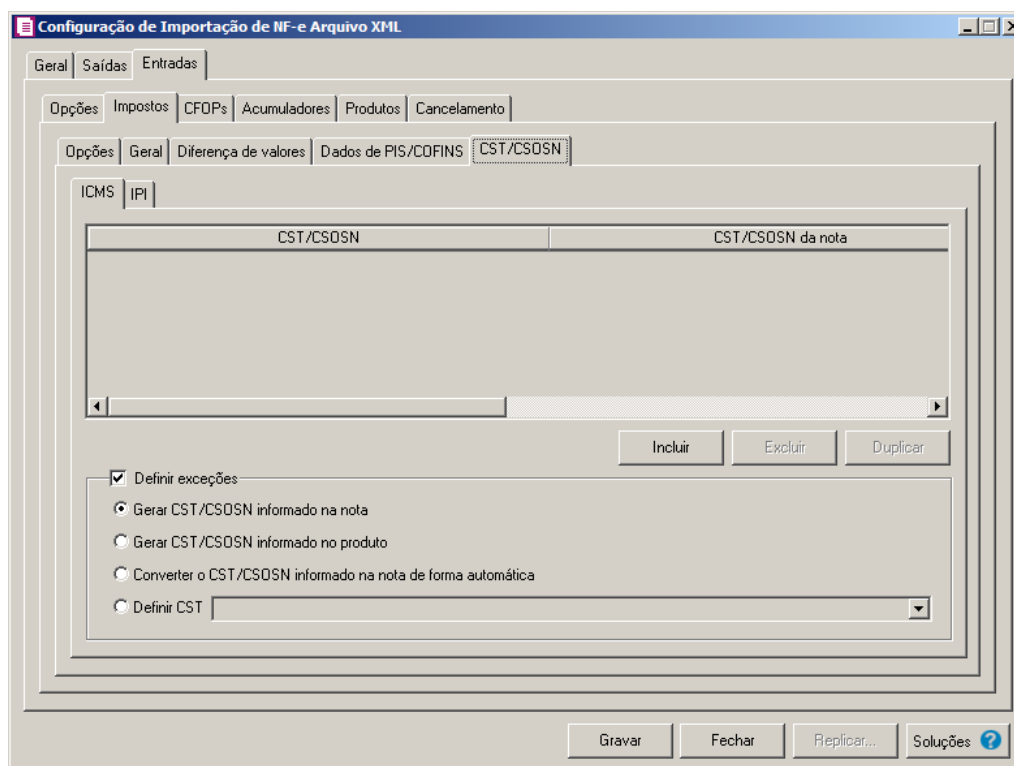 Configuração de Importação de NF-e Arquivo XML
Geral Saídas Entradas
Opções Impostos CFOPs Acumuladores Produtos Cancelamento
Opções Geral Diferença de valores Dados de PIS/COFINS CST/CSOSN
ICMS IPI
CST/CSOSN CST/CSOSN da nota
Incluir Excluir Duplicar
Definir exceções
Gerar CST/CSOSN informado na nota
Gerar CST/CSOSN informado no produto
Converter o CST/CSOSN informado na nota de forma automática
Definir CST
Gravar Fechar Replicar... Soluções ?